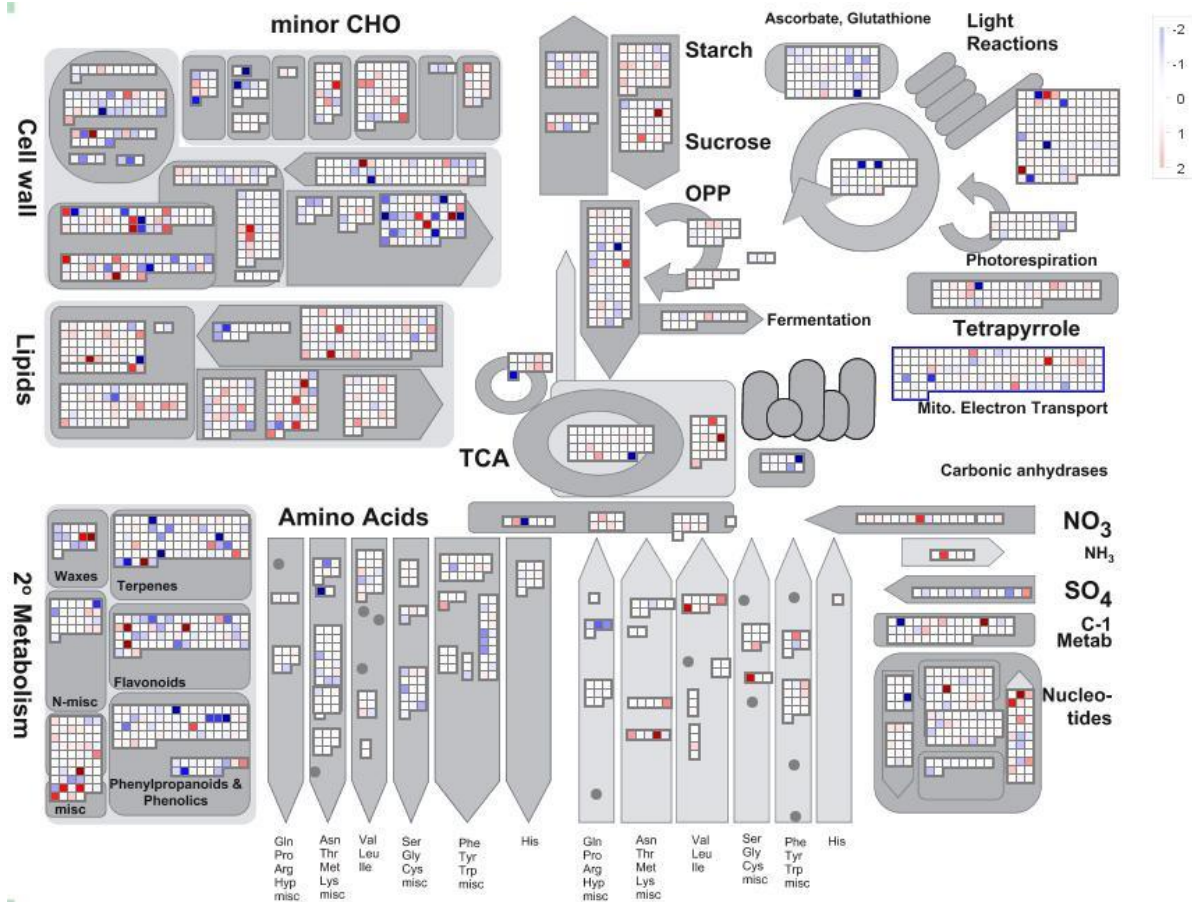 minor CHO
Starch
Sucrose
OPP
Ascorbate, Glutathione
Light
Reactions
-2
-1
0
1
2
Cell wall
Photorespiration
Tetrapyrrole
Fermentation
Mito. Electron Transport
Lipids
TCA
Carbonic anhydrases
Amino Acids
NO3
NH3
SO4
C-1
Metab
Nucleo-
tides
2º Metabolism
Waxes
Terpenes
N-misc
Flavonoids
Phenylpropanoids &
Phenolics
misc
Gln
Pro
Arg
Hyp
misc
Asn
Thr
Met
Lys
misc
Val
Leu
Ile
Ser
Gly
Cys
misc
Phe
Tyr
Trp
misc
His
Gln
Pro
Arg
Hyp
misc
Asn
Thr
Met
Lys
misc
Val
Leu
Ile
Ser
Gly
Cys
misc
Phe
Tyr
Trp
misc
His